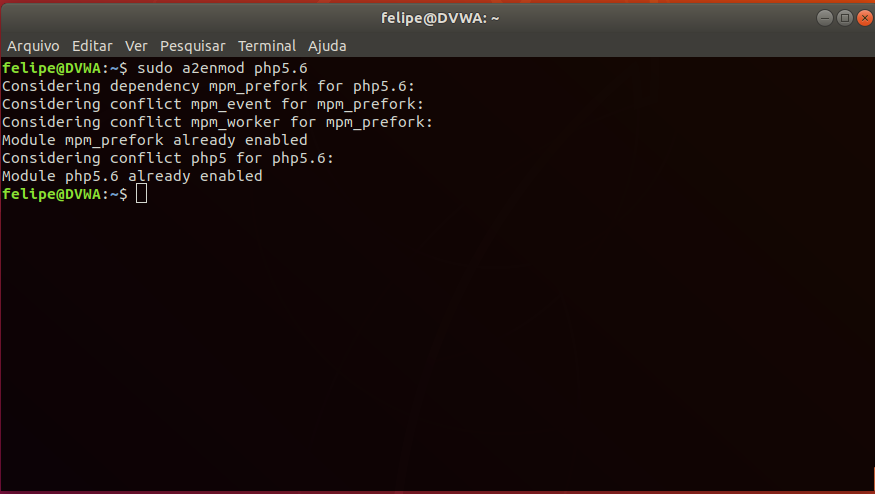 felipe@DVWA: ~
Arquivo Editar Ver Pesquisar Terminal Ajuda
felipe@DVWA:~$ sudo a2enmod php5.6
Considering dependency mpm_prefork for php5.6:
Considering conflict mpm_event for mpm_prefork:
Considering conflict mpm_worker for mpm_prefork:
Module mpm_prefork already enabled
Considering conflict php5 for php5.6:
Module php5.6 already enabled
felipe@DVWA:~$